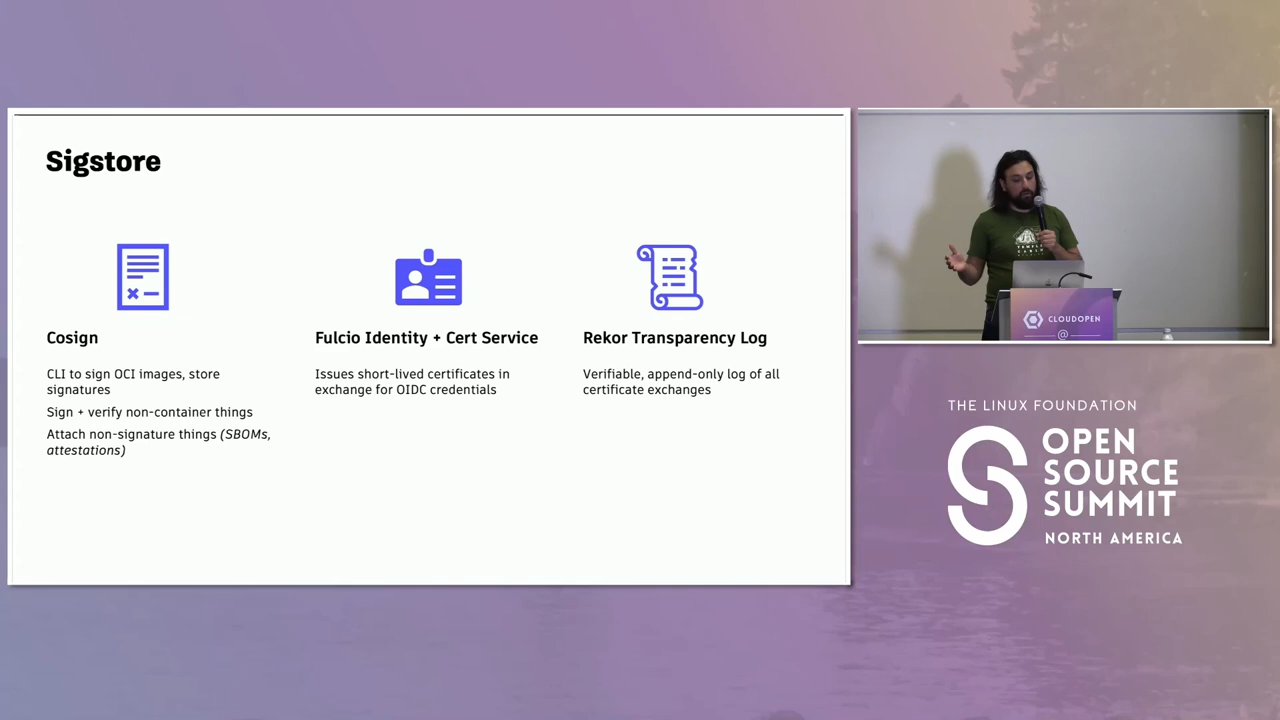 Sigstore
Cosign
CLI to sign OCI images, store
signatures
Sign + verify non-container things
Attach non-signature things (SBOMs,
attestations)
Fulcio Identity + Cert Service
Issues short-lived certificates in
exchange for OIDC credentials
Rekor Transparency Log
Verifiable, append-only log of all
certificate exchanges
CLOUDOPEN
@
THE LINUX FOUNDATION
OPEN
SOURCE
SUMMIT
NORTH AMERICA